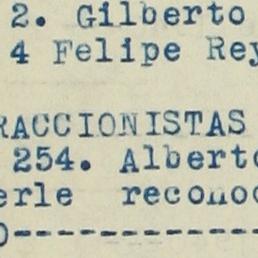 2. Gilberto
4 Felipe Rey
RACCIONISTAS
254. Alberto
erle reconoc
O------------